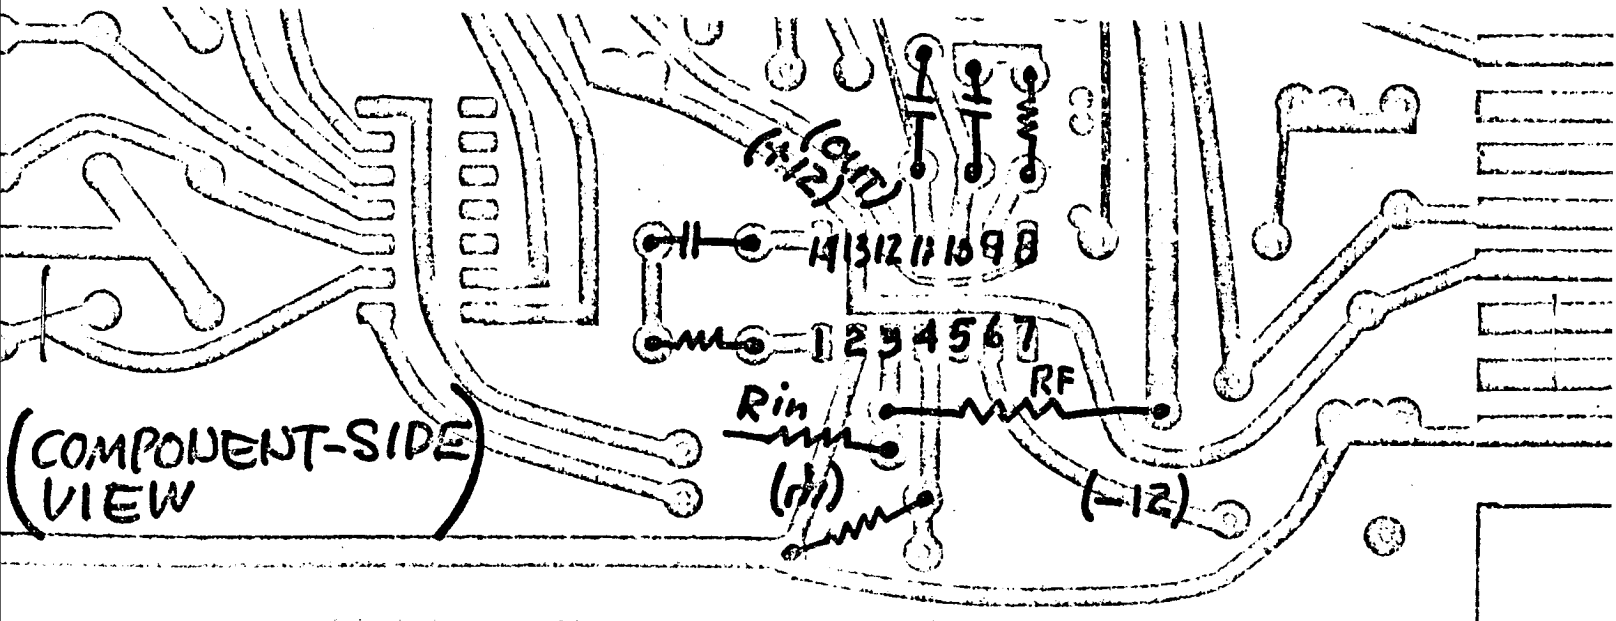 (+12)
(OUT)
14 13 12 11 10 9 8
1 2 3 4 5 6 7
RF
Rin
(COMPONENT-SIDE
VIEW)
(-12)